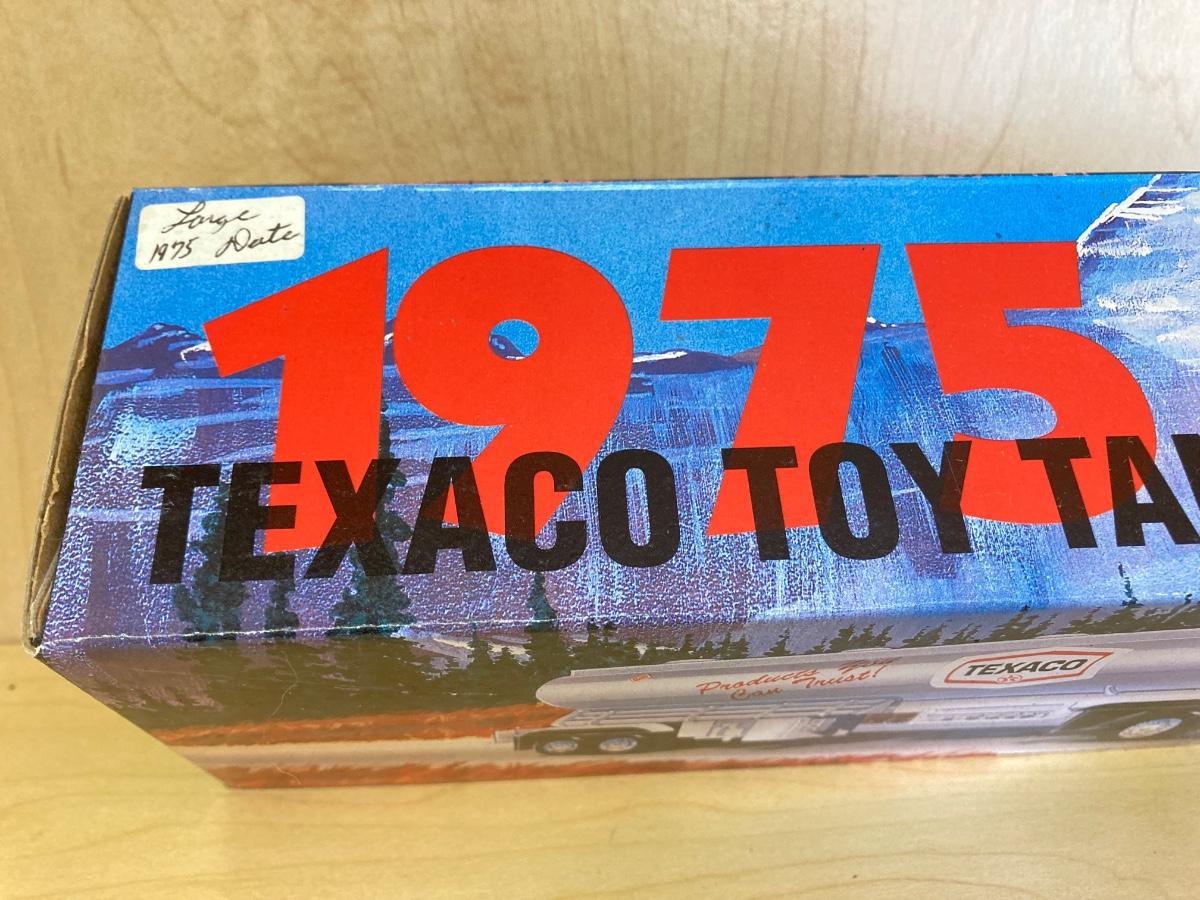 Large
1975 Date
1975
TEXACO TOY TA
Products You
Can Trust!
TEXACO